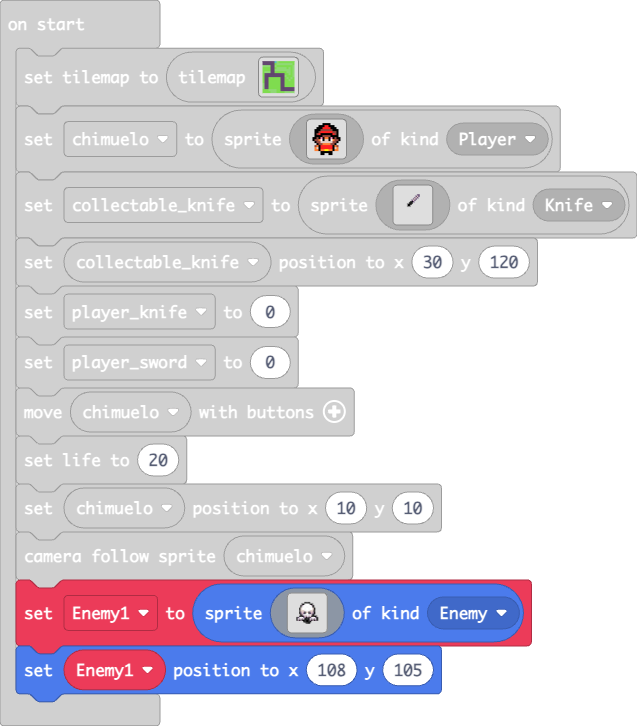 on start
set tilemap to tilemap
set chimuelo to sprite of kind Player
set collectable_knife to sprite of kind Knife
set collectable_knife position to x 30 y 120
set player_knife to 0
set player_sword to 0
move chimuelo with buttons
set life to 20
set chimuelo position to x 10 y 10
camera follow sprite chimuelo
set Enemy1 to sprite of kind Enemy
set Enemy1 position to x 108 y 105